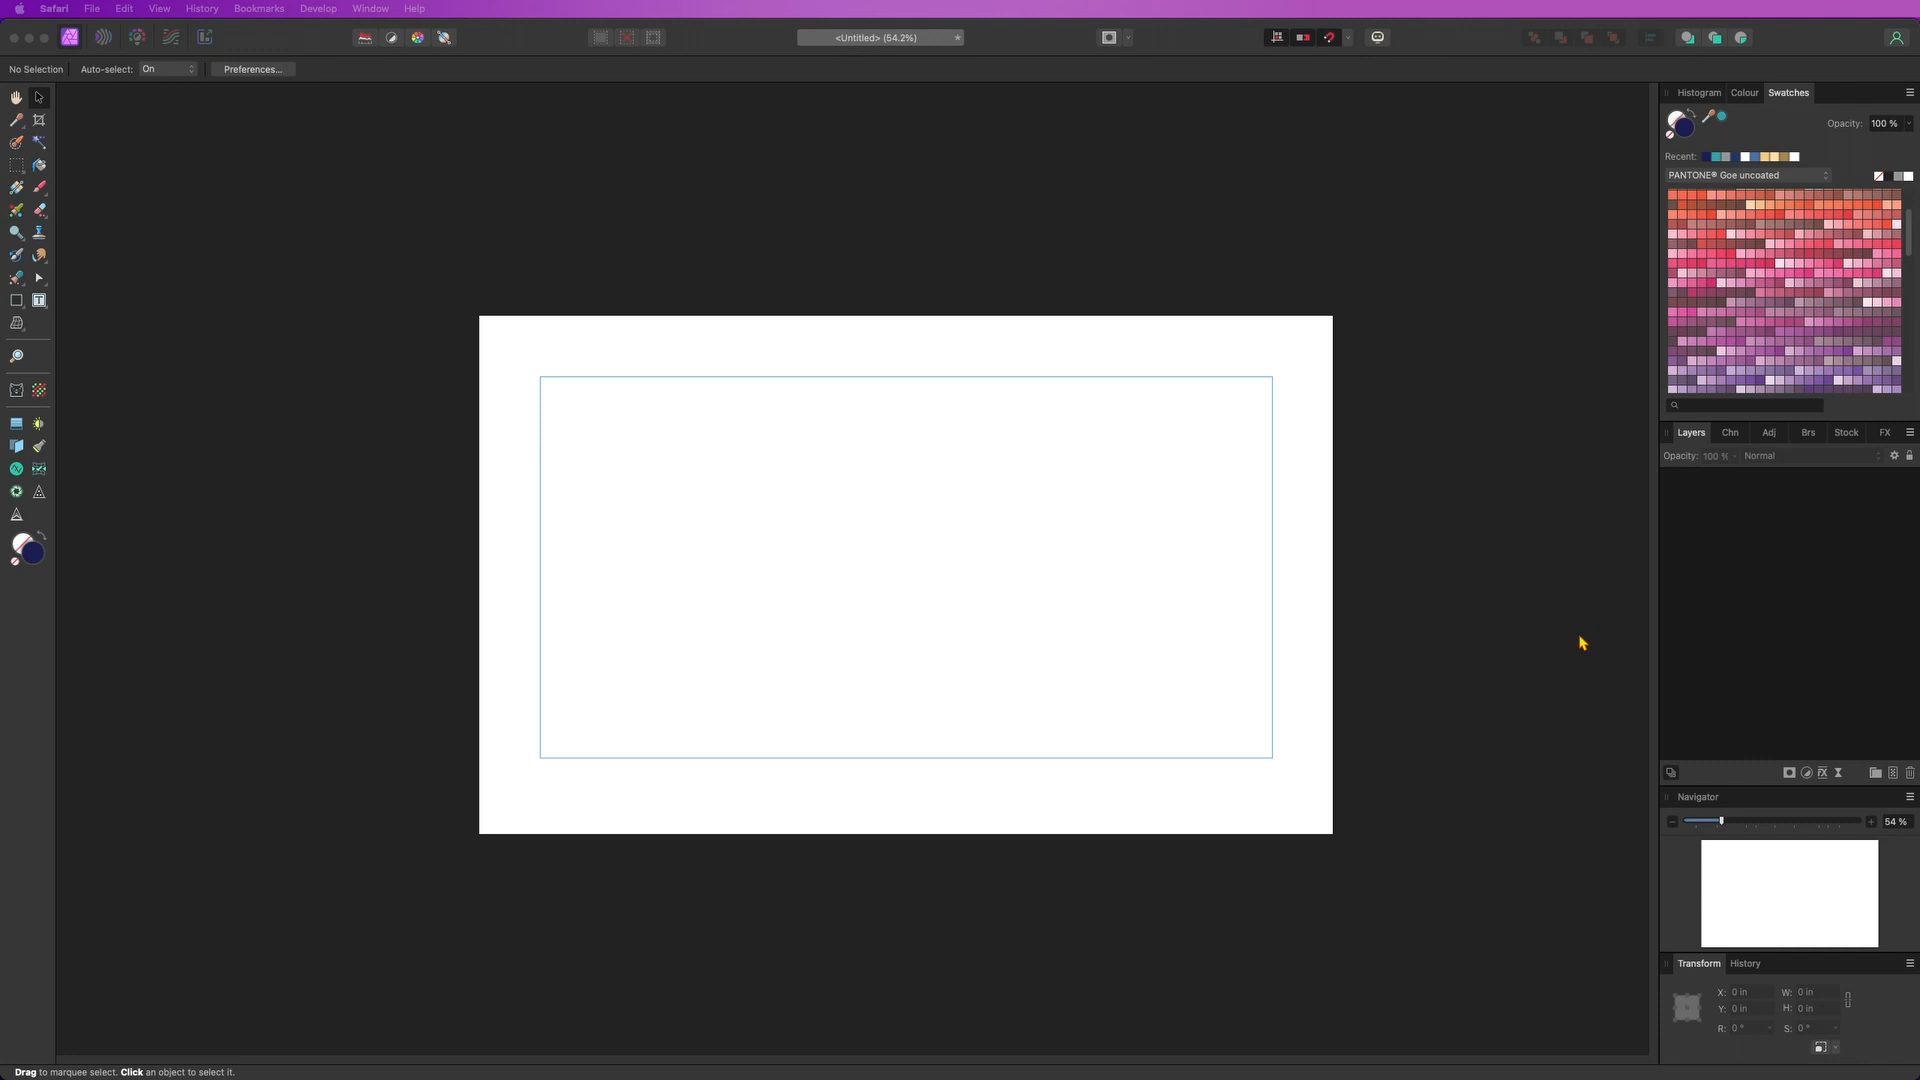 Safari File Edit View History Bookmarks Develop Window Help
<Untitled> (54.2%)
No Selection Auto-select: On Preferences...
Histogram Colour Swatches
Opacity: 100 %
Recent:
PANTONE® Goe uncoated
Layers Chn Adj Brs Stock FX
Opacity: 100 % Normal
Navigator
54 %
Transform History
X: 0 in W: 0 in
Y: 0 in H: 0 in
R: 0 ° S: 0 °
Drag to marquee select. Click an object to select it.